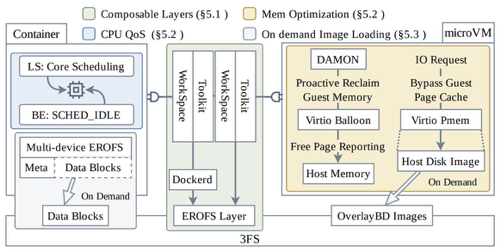 Composable Layers (§5.1)
Mem Optimization (§5.2)
CPU QoS (§5.2)
On demand Image Loading (§5.3)
Container
LS: Core Scheduling
BE: SCHED_IDLE
Multi-device EROFS
Meta
Data Blocks
On Demand
Data Blocks
WorkSpace
Toolkit
WorkSpace
Toolkit
Dockerd
EROFS Layer
microVM
DAMON
Proactive Reclaim
Guest Memory
Virtio Balloon
Free Page Reporting
Host Memory
IO Request
Bypass Guest
Page Cache
Virtio Pmem
Host Disk Image
On Demand
OverlayBD Images
3FS